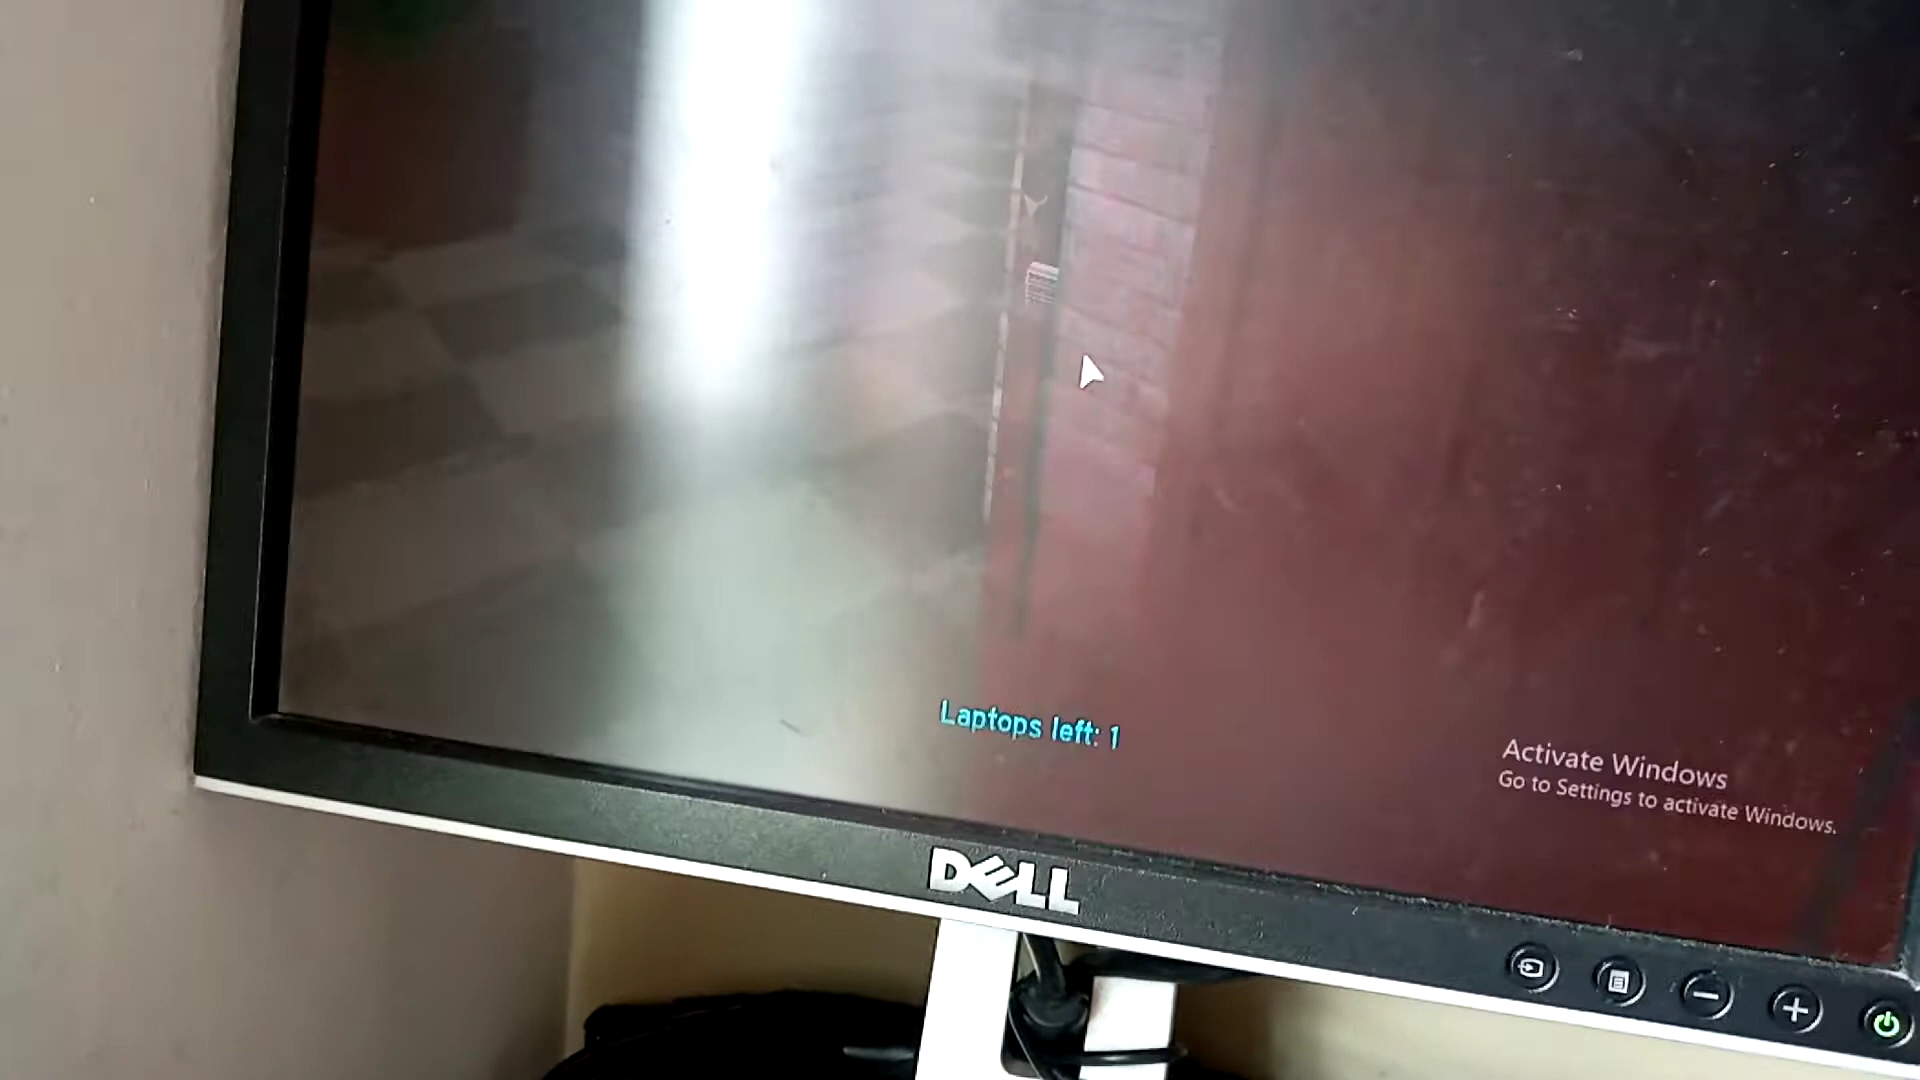 Laptops left: 1
Activate Windows
Go to Settings to activate Windows.
DELL